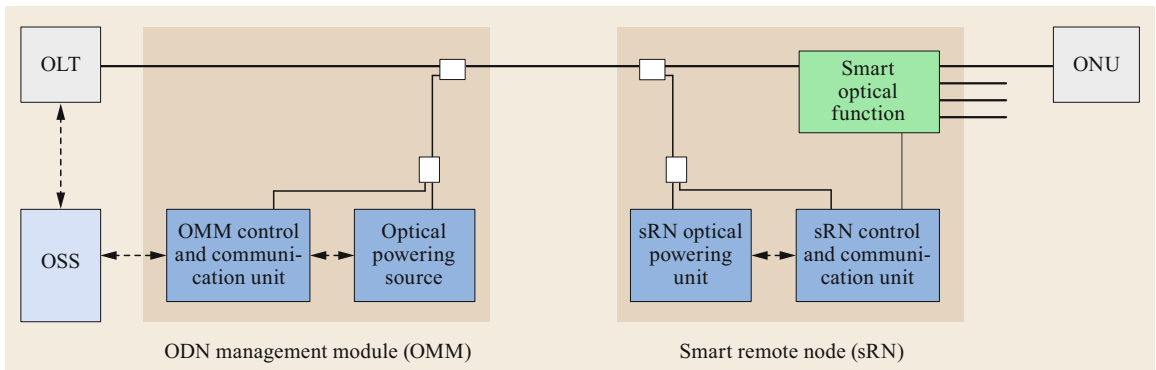 OLT
Smart
optical
function
ONU
OSS
OMM control
and communi-
cation unit
Optical
powering
source
sRN optical
powering
unit
sRN control
and communi-
cation unit
ODN management module (OMM)
Smart remote node (sRN)